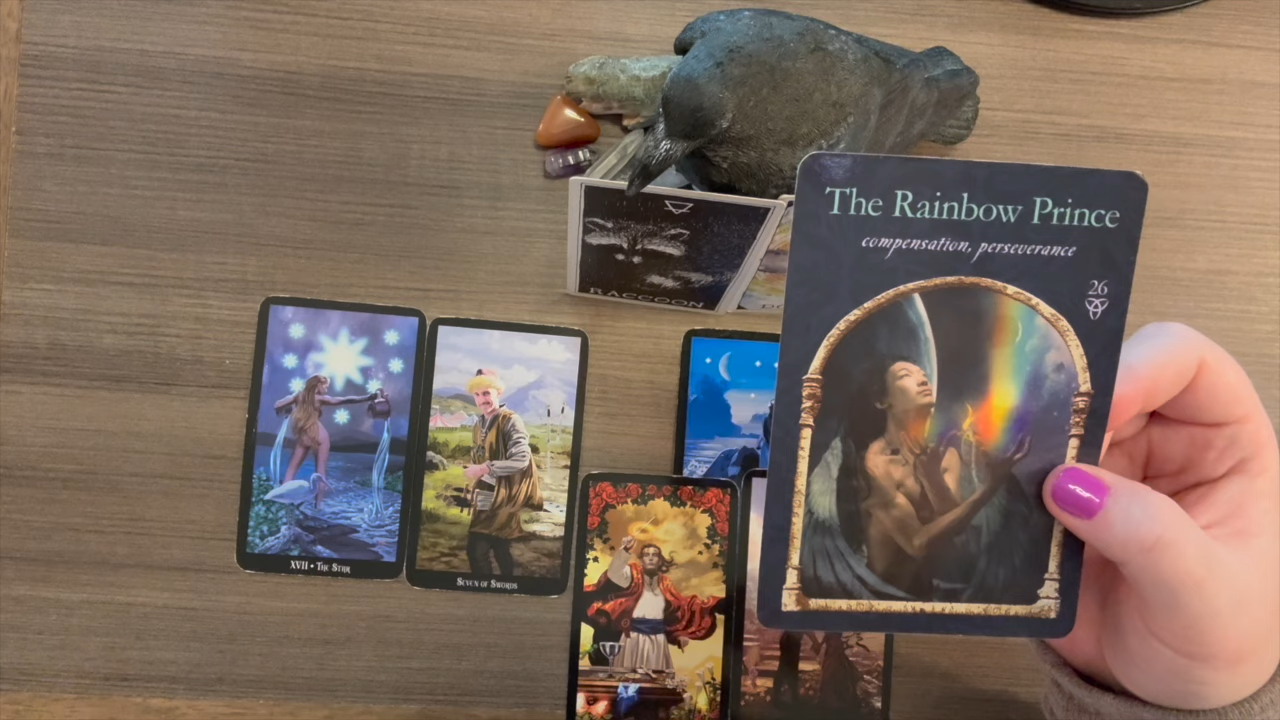 The Rainbow Prince
compensation, perseverance
26
RACCOON
XVII • The Star
Seven of Swords